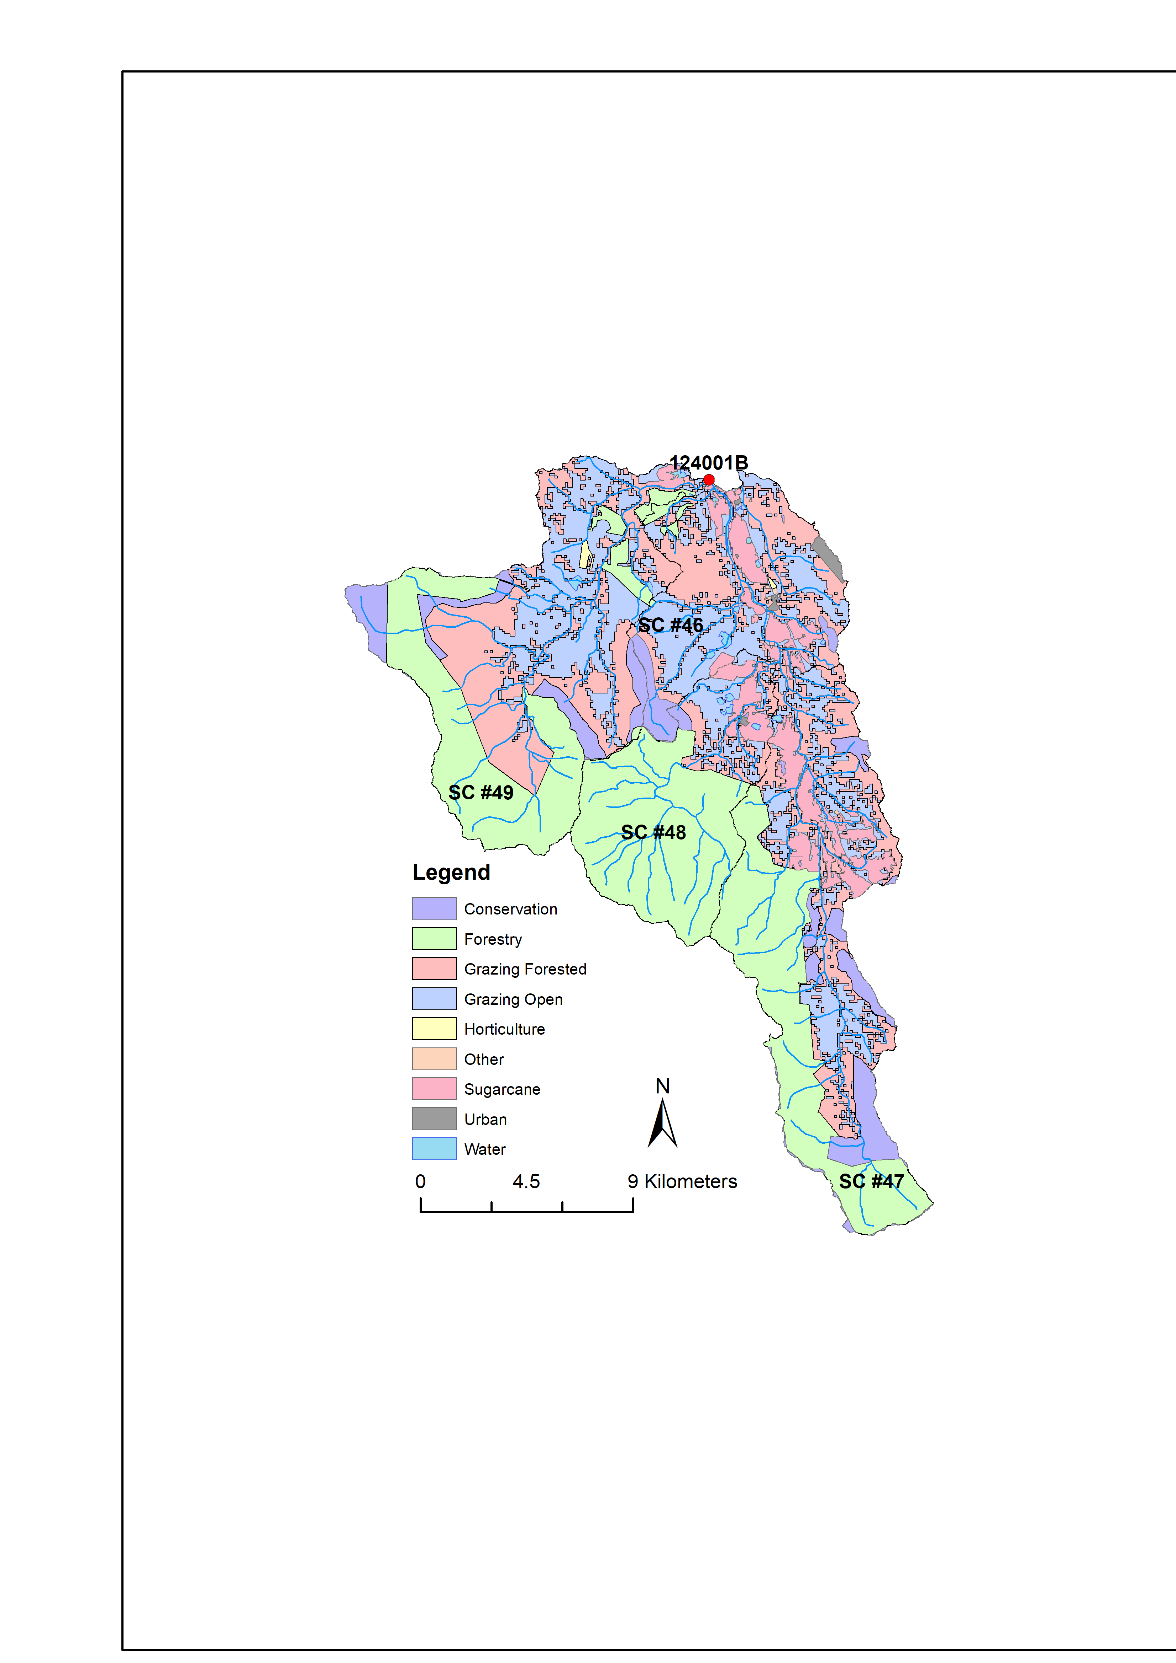 124001B
SC #46
SC #49
SC #48
Legend
Conservation
Forestry
Grazing Forested
Grazing Open
Horticulture
Other
Sugarcane
Urban
Water
N
0 4.5 9 Kilometers
SC #47